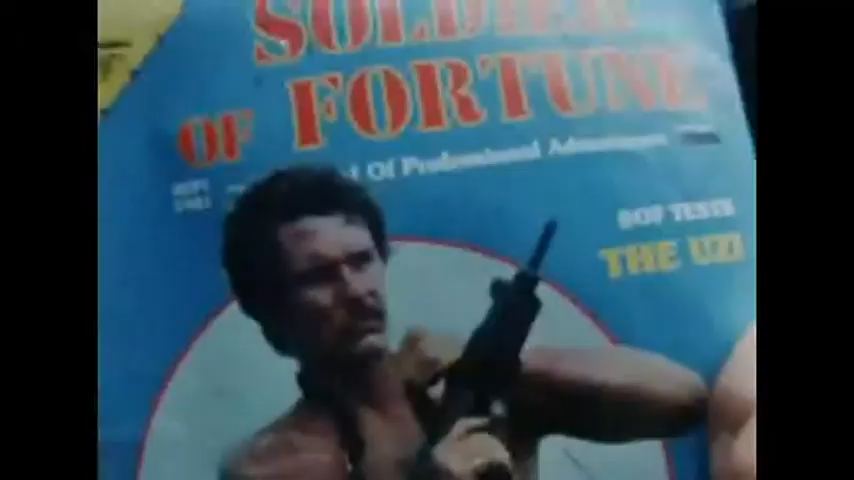 SOLDIER
OF FORTUNE
Of Professional Adventurers
SOF TESTS
THE UZI